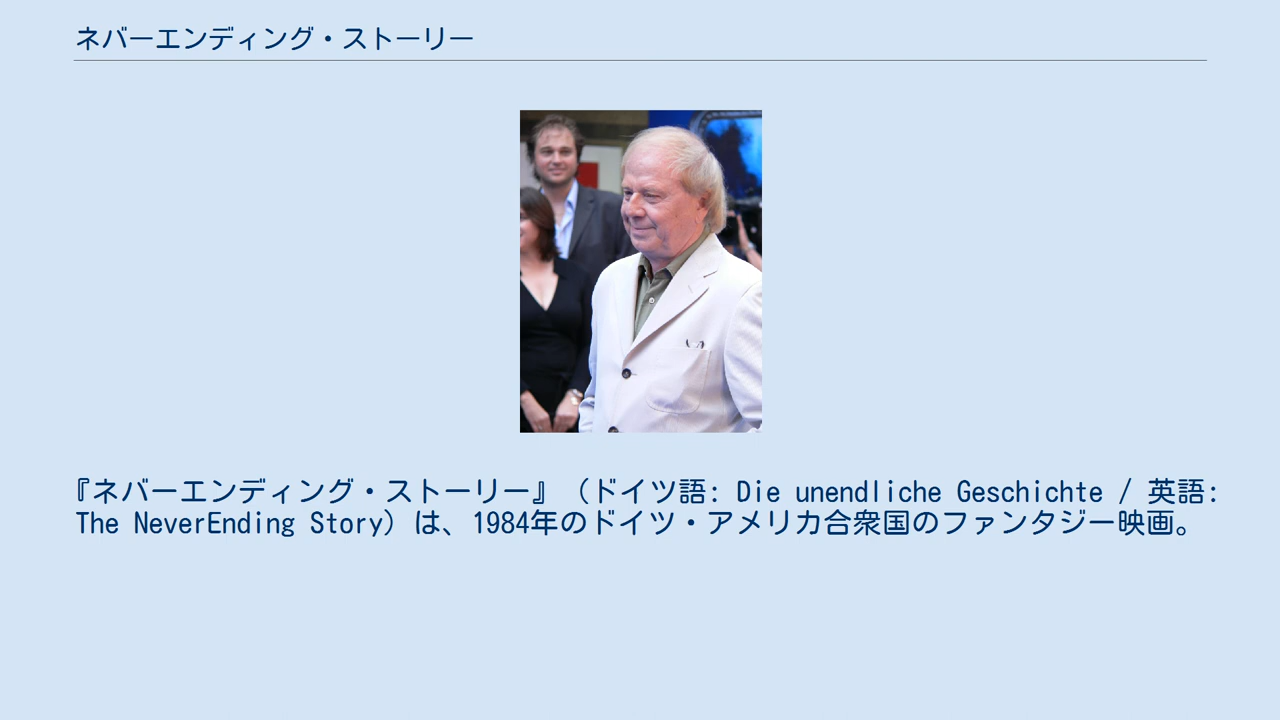 ネバーエンディング・ストーリー
『ネバーエンディング・ストーリー』（ドイツ語: Die unendliche Geschichte / 英語:
The NeverEnding Story）は、1984年のドイツ・アメリカ合衆国のファンタジー映画。